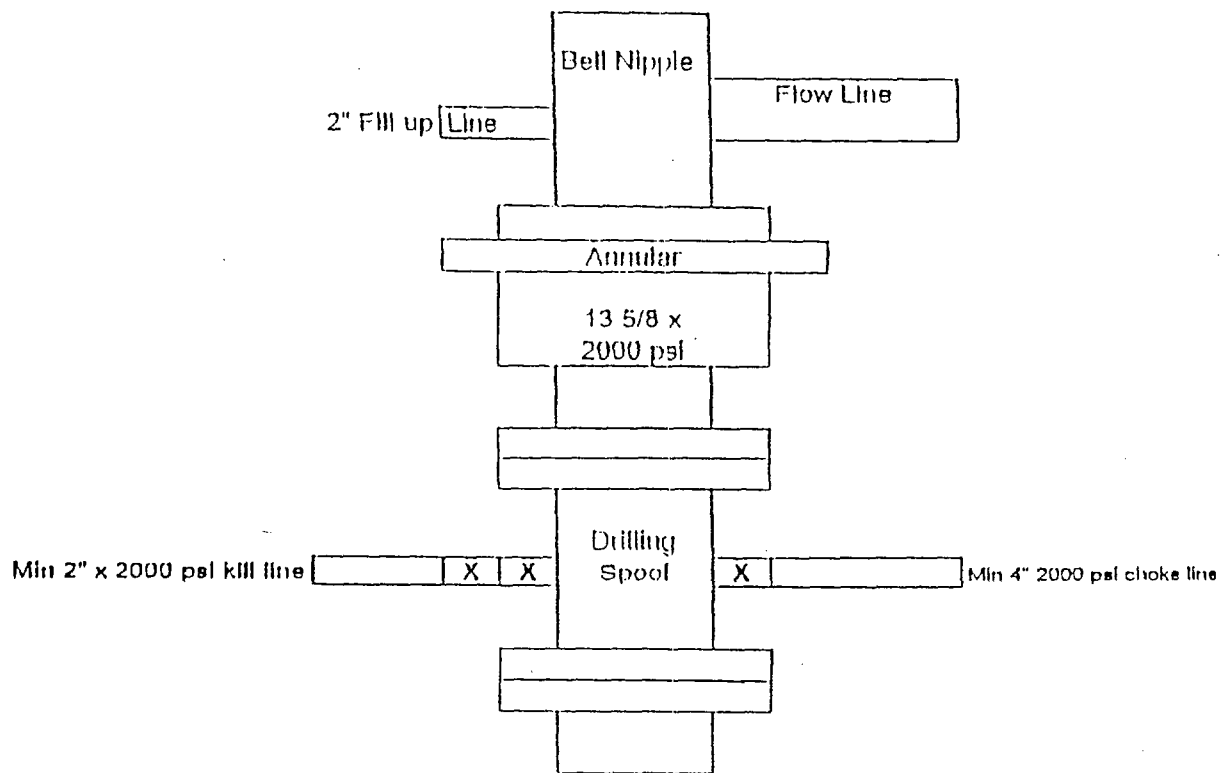 Bell Nipple
Flow Line
2" Fill up Line
Annular
13 5/8 x
2000 psi
Drilling
Spool
Min 2" x 2000 psi kill line
X X
X
Min 4" 2000 psi choke line